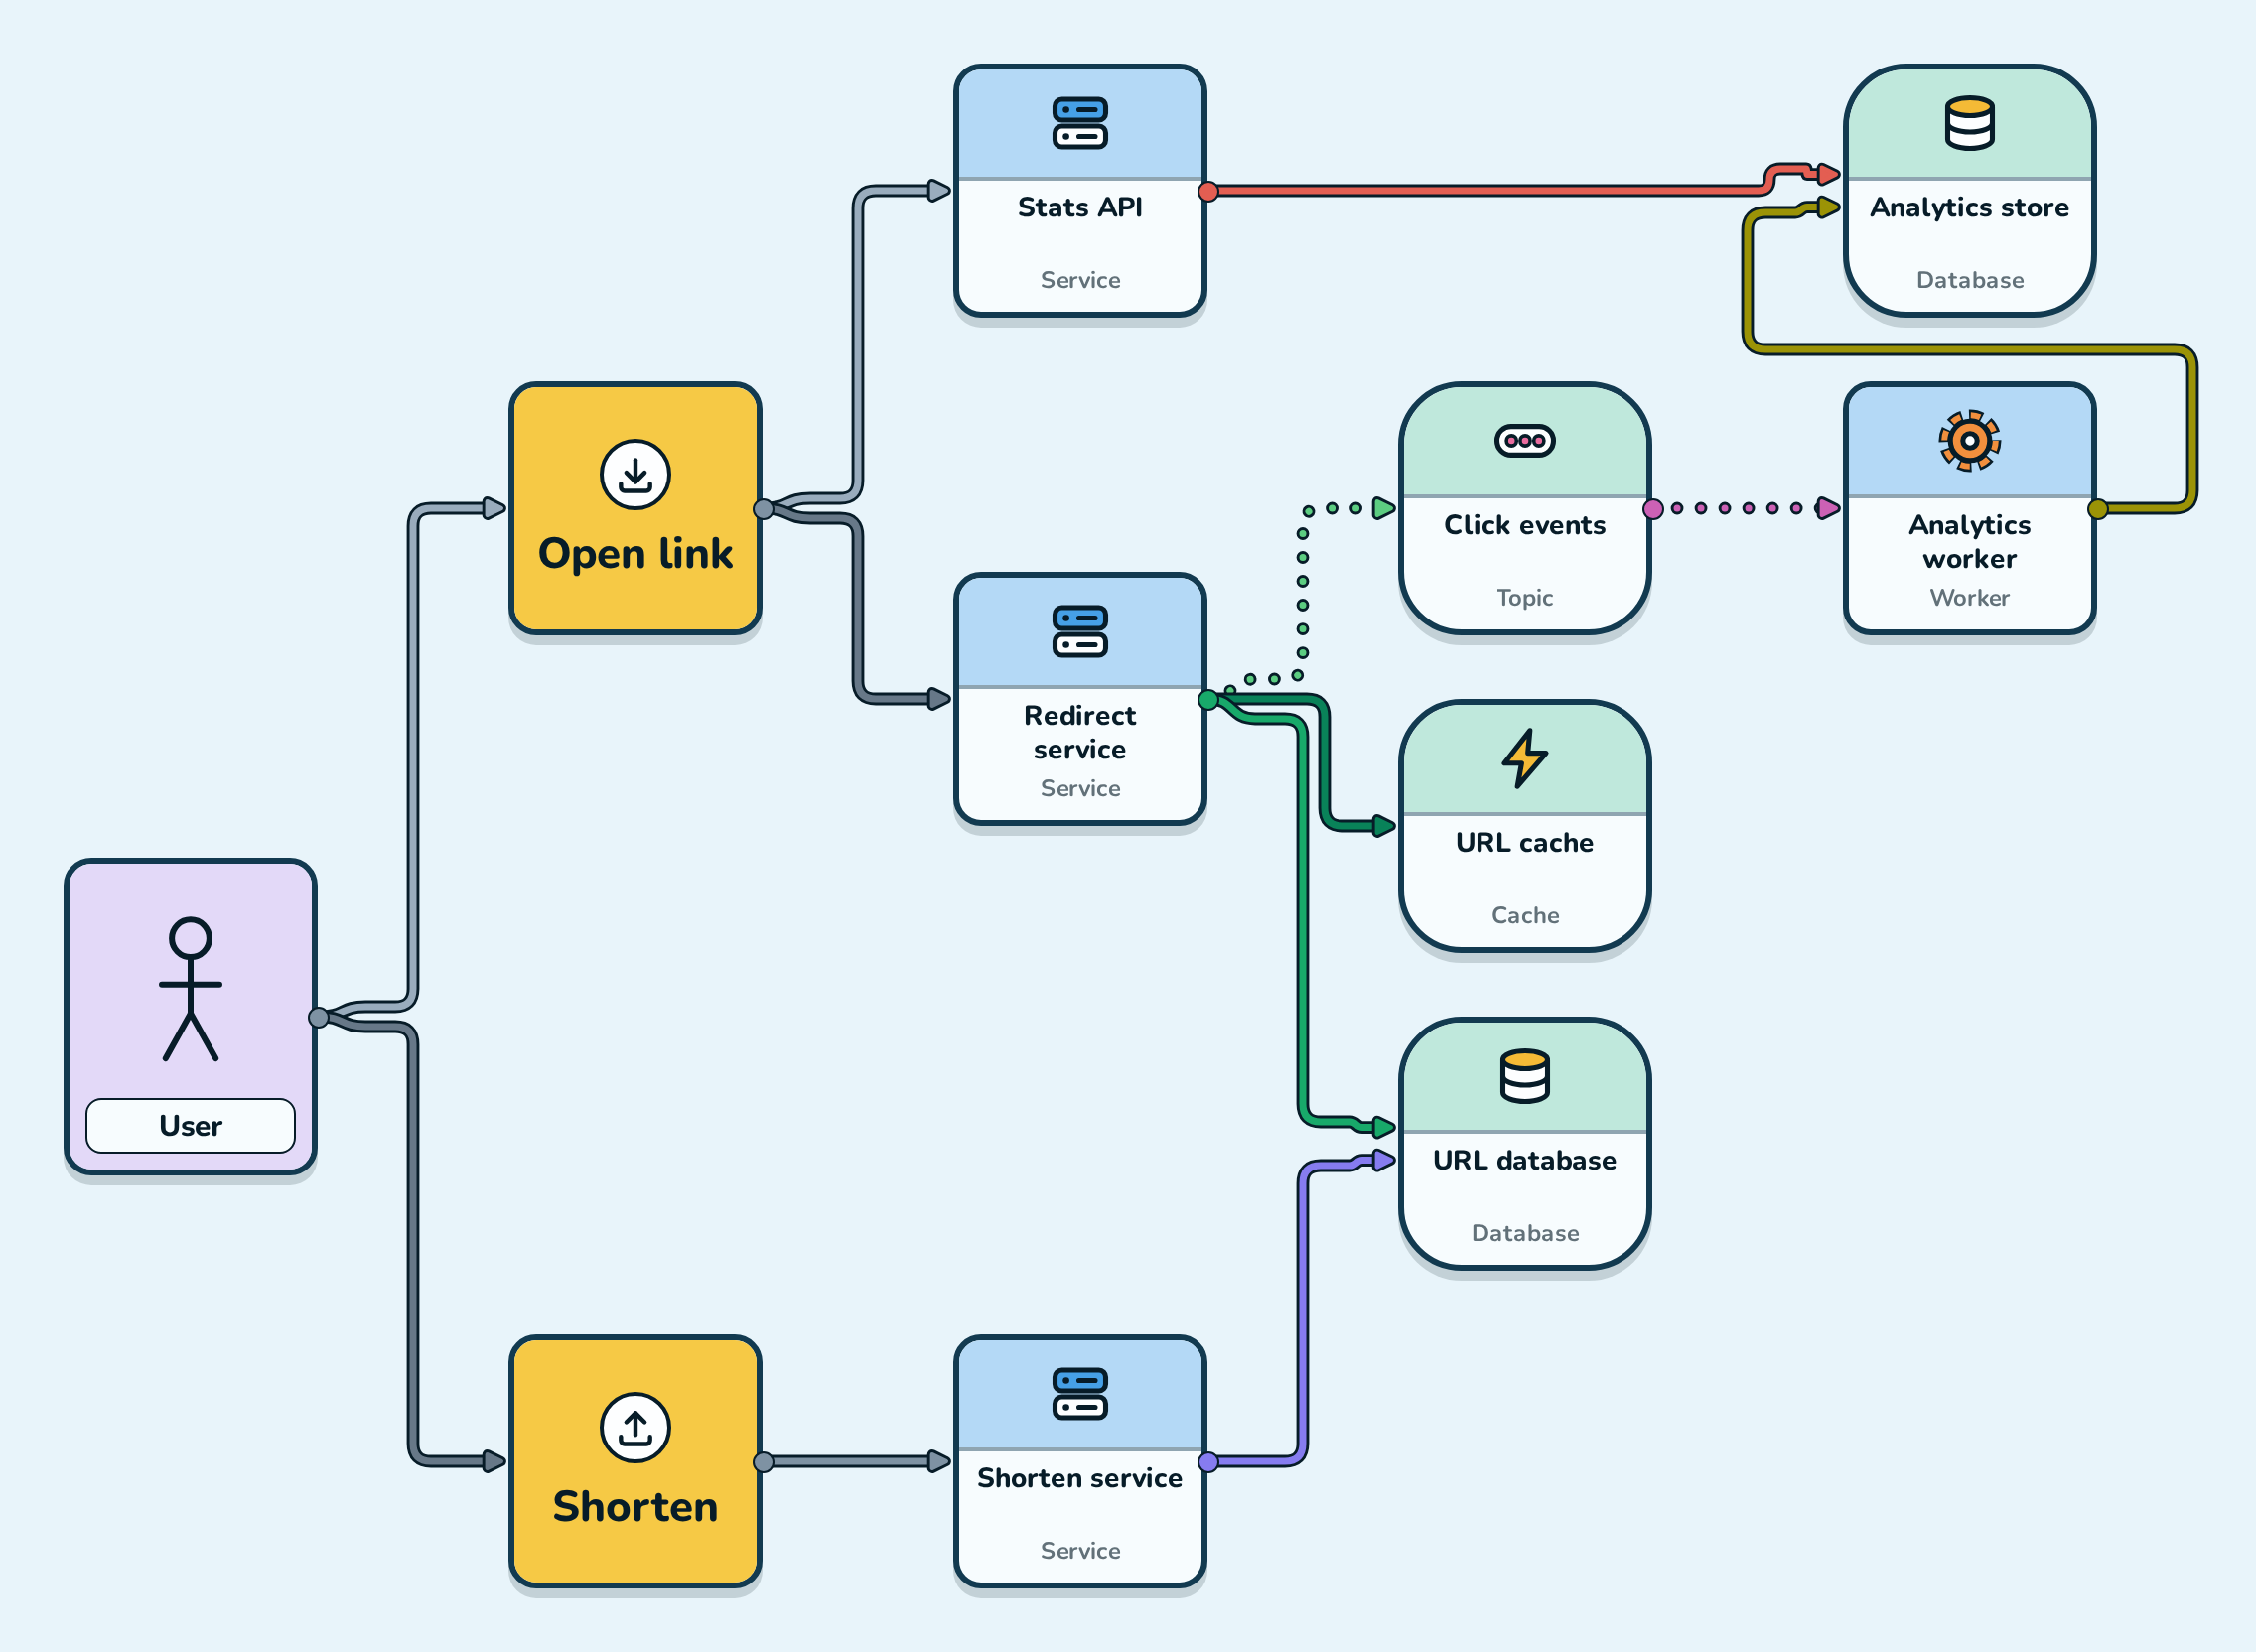 Stats API
Service
Analytics store
Database
Open link
Click events
Topic
Analytics
worker
Worker
Redirect
service
Service
URL cache
Cache
User
URL database
Database
Shorten
Shorten service
Service